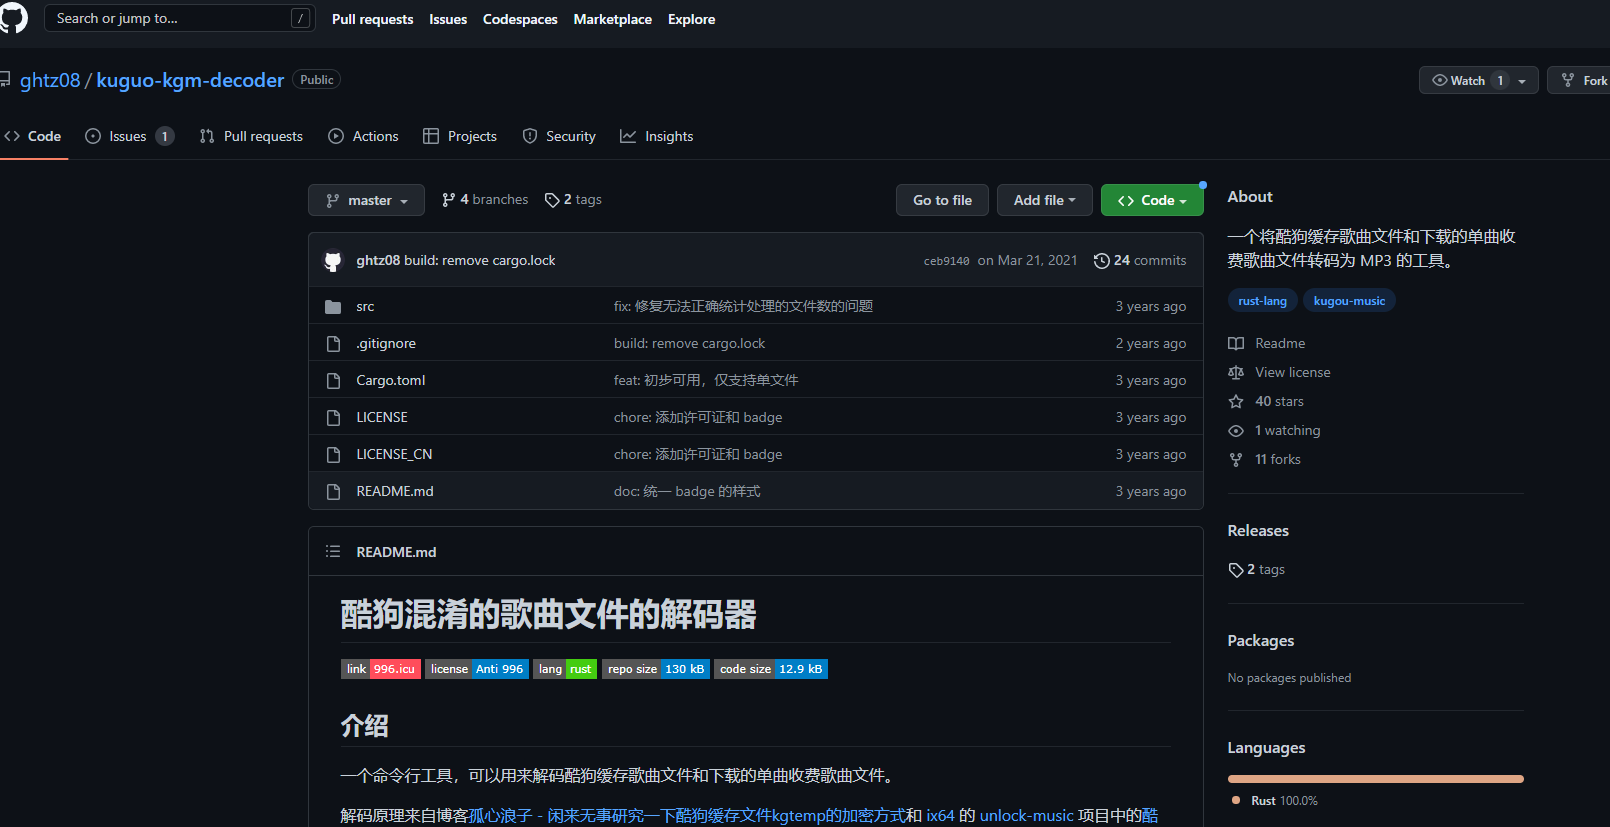 Search or jump to... /
Pull requests Issues Codespaces Marketplace Explore
ghtz08 / kuguo-kgm-decoder Public
Watch 1 Fork
Code Issues 1 Pull requests Actions Projects Security Insights
master 4 branches 2 tags Go to file Add file Code
ghtz08 build: remove cargo.lock ceb9140 on Mar 21, 2021 24 commits
src fix: 修复无法正确统计处理的文件数的问题 3 years ago
.gitignore build: remove cargo.lock 2 years ago
Cargo.toml feat: 初步可用，仅支持单文件 3 years ago
LICENSE chore: 添加许可证和 badge 3 years ago
LICENSE_CN chore: 添加许可证和 badge 3 years ago
README.md doc: 统一 badge 的样式 3 years ago
README.md
酷狗混淆的歌曲文件的解码器
link 996.icu license Anti 996 lang rust repo size 130 kB code size 12.9 kB
介绍
一个命令行工具，可以用来解码酷狗缓存歌曲文件和下载的单曲收费歌曲文件。
解码原理来自博客孤心浪子 - 闲来无事研究一下酷狗缓存文件kgtemp的加密方式和 ix64 的 unlock-music 项目中的酷
About
一个将酷狗缓存歌曲文件和下载的单曲收
费歌曲文件转码为 MP3 的工具。
rust-lang kugou-music
Readme
View license
40 stars
1 watching
11 forks
Releases
2 tags
Packages
No packages published
Languages
Rust 100.0%